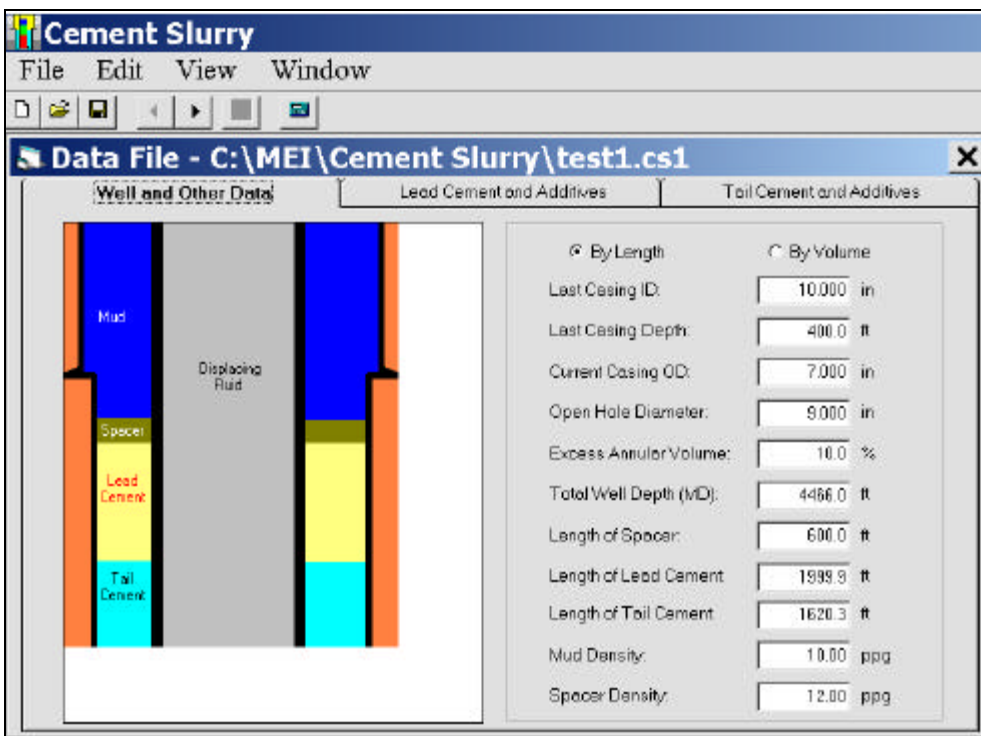 Cement Slurry
File Edit View Window
Data File - C:\MEI\Cement Slurry\test1.cs1
Well and Other Data Lead Cement and Additives Tail Cement and Additives
By Length By Volume
Last Casing ID: 10.000 in
Last Casing Depth: 400.0 ft
Current Casing OD: 7.000 in
Open Hole Diameter: 9.000 in
Excess Annular Volume: 10.0 %
Total Well Depth (MD): 4466.0 ft
Length of Spacer: 600.0 ft
Length of Lead Cement 1999.9 ft
Length of Tail Cement 1620.3 ft
Mud Density: 10.00 ppg
Spacer Density: 12.00 ppg
Mud
Displacing
Fluid
Spacer
Lead
Cement
Tail
Cement